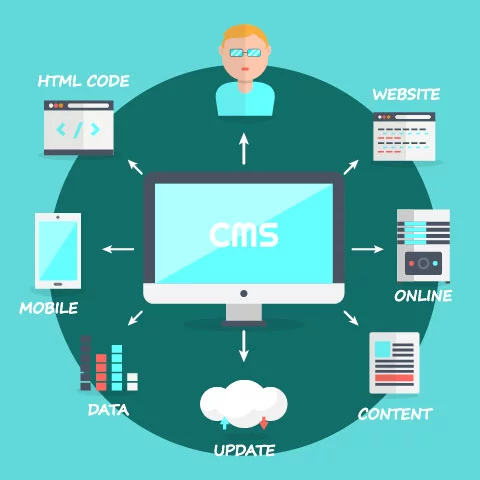 HTML CODE
WEBSITE
CMS
MOBILE
ONLINE
DATA
CONTENT
UPDATE